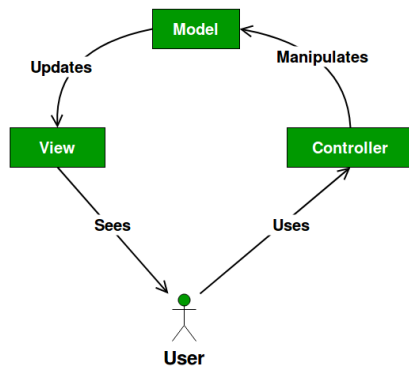 Model
Updates
Manipulates
View
Controller
Sees
Uses
User